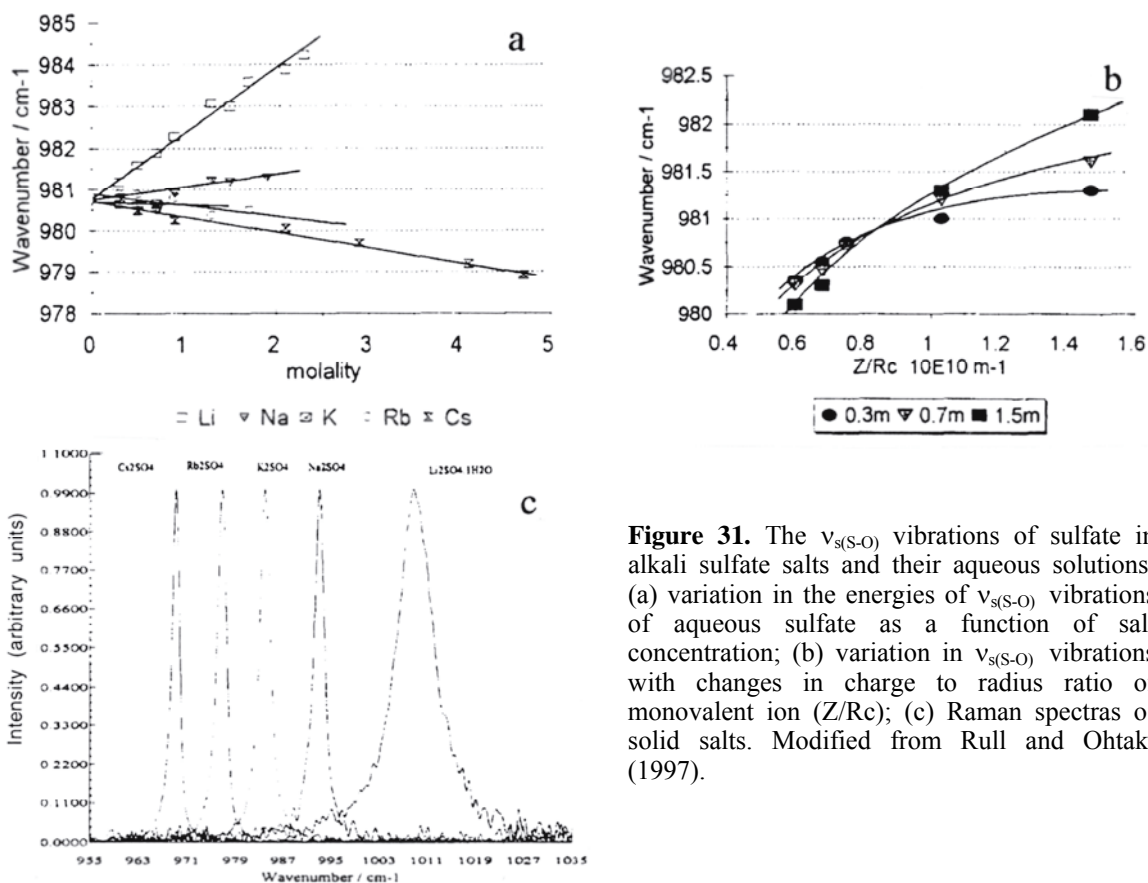 a
985
984
983
982
981
980
979
978
Wavenumber / cm-1
0 1 2 3 4 5
molality
Li Na K Rb Cs
b
982.5
982
981.5
981
980.5
980
Wavenumber / cm-1
0.4 0.6 0.8 1 1.2 1.4 1.6
Z/Rc 10E10 m-1
0.3m 0.7m 1.5m
c
Cs2SO4 Rb2SO4 K2SO4 Na2SO4 Li2SO4 1H2O
1.1000
0.9900
0.8800
0.7700
0.6600
0.5500
0.4400
0.3300
0.2200
0.1100
0.0000
Intensity (arbitrary units)
955 963 971 979 987 995 1003 1011 1019 1027 1035
Wavenumber / cm-1
Figure 31. The νs(S-O) vibrations of sulfate in
alkali sulfate salts and their aqueous solutions
(a) variation in the energies of νs(S-O) vibrations
of aqueous sulfate as a function of sal
concentration; (b) variation in νs(S-O) vibrations
with changes in charge to radius ratio o
monovalent ion (Z/Rc); (c) Raman spectras o
solid salts. Modified from Rull and Ohtak
(1997).